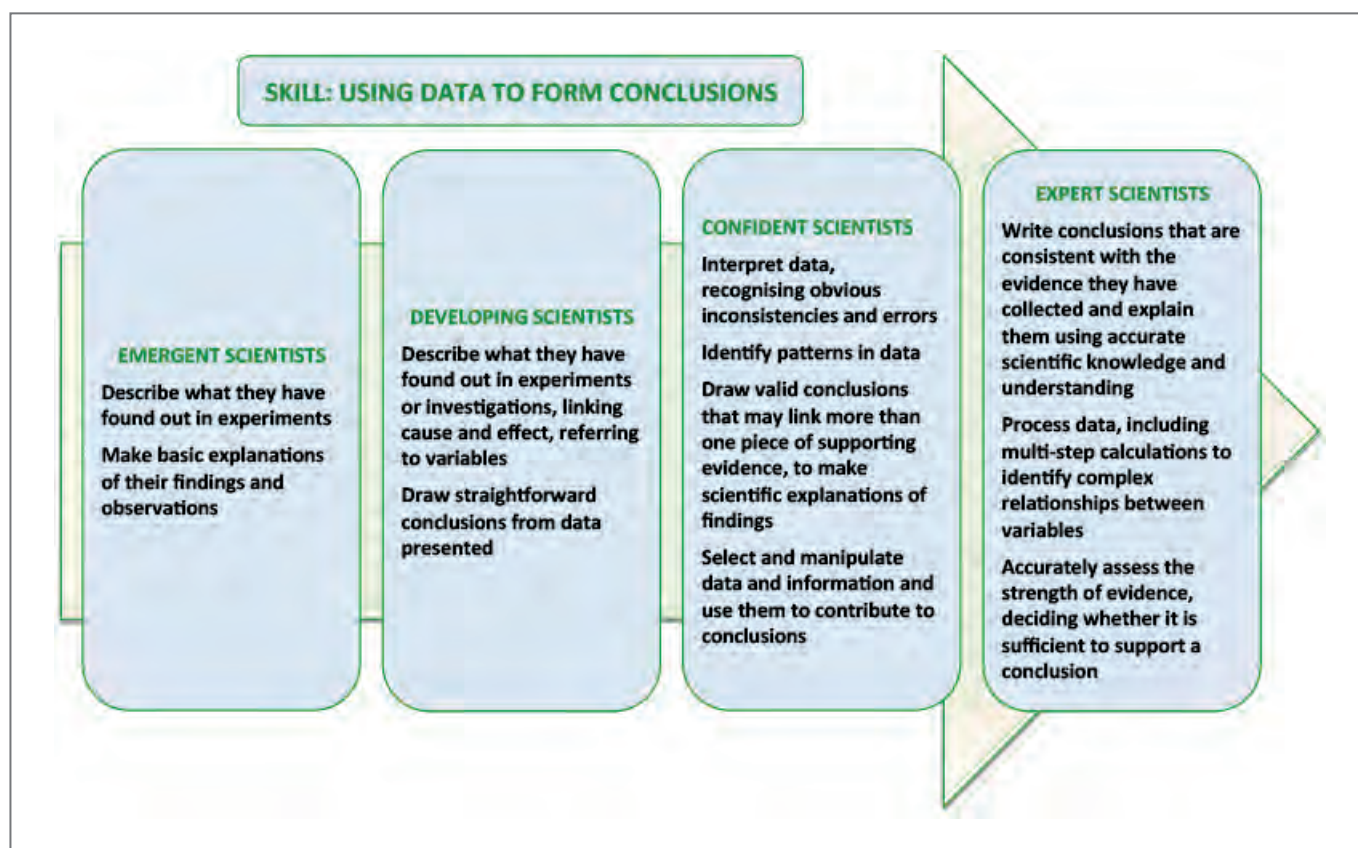 SKILL: USING DATA TO FORM CONCLUSIONS
EMERGENT SCIENTISTS
Describe what they have
found out in experiments
Make basic explanations
of their findings and
observations
DEVELOPING SCIENTISTS
Describe what they have
found out in experiments
or investigations, linking
cause and effect, referring
to variables
Draw straightforward
conclusions from data
presented
CONFIDENT SCIENTISTS
Interpret data,
recognising obvious
inconsistencies and errors
Identify patterns in data
Draw valid conclusions
that may link more than
one piece of supporting
evidence, to make
scientific explanations of
findings
Select and manipulate
data and information and
use them to contribute to
conclusions
EXPERT SCIENTISTS
Write conclusions that are
consistent with the
evidence they have
collected and explain
them using accurate
scientific knowledge and
understanding
Process data, including
multi-step calculations to
identify complex
relationships between
variables
Accurately assess the
strength of evidence,
deciding whether it is
sufficient to support a
conclusion